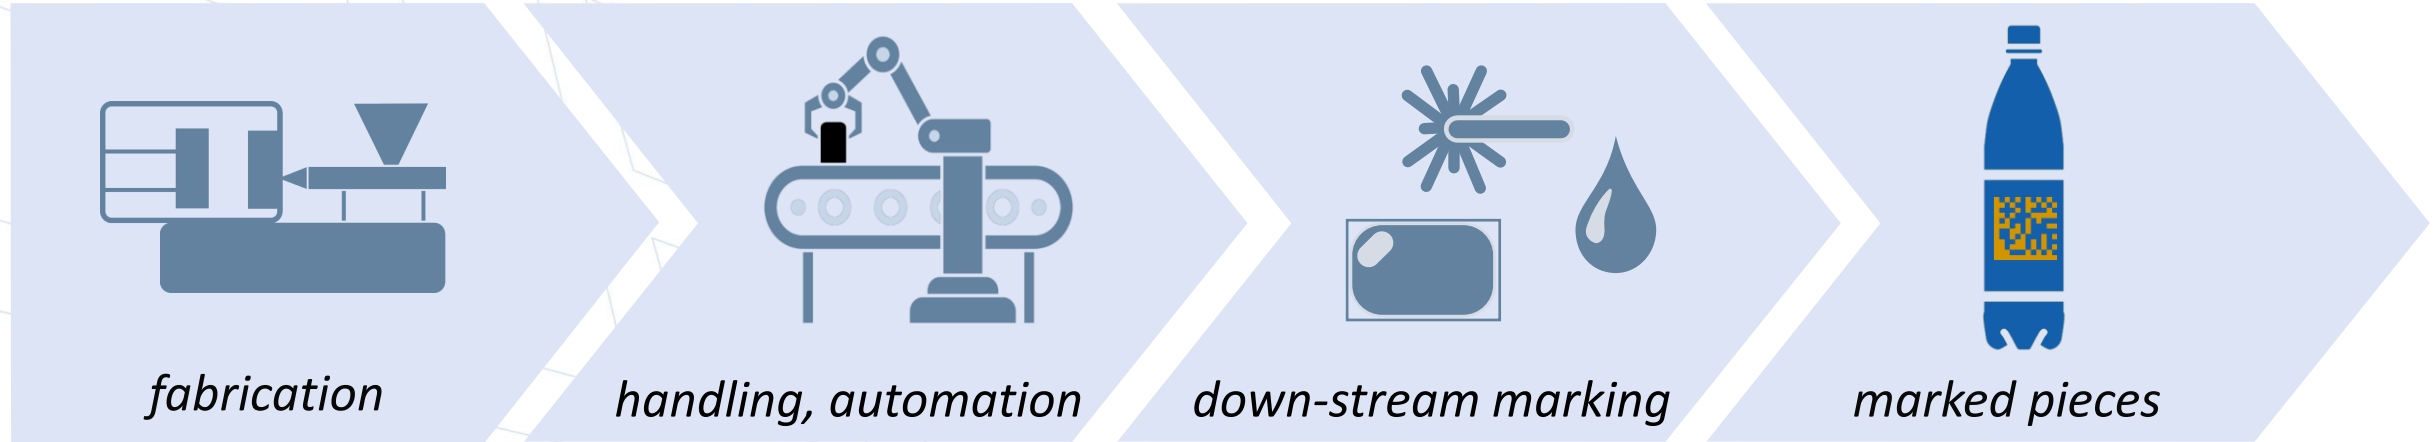 fabrication
handling, automation
down-stream marking
marked pieces